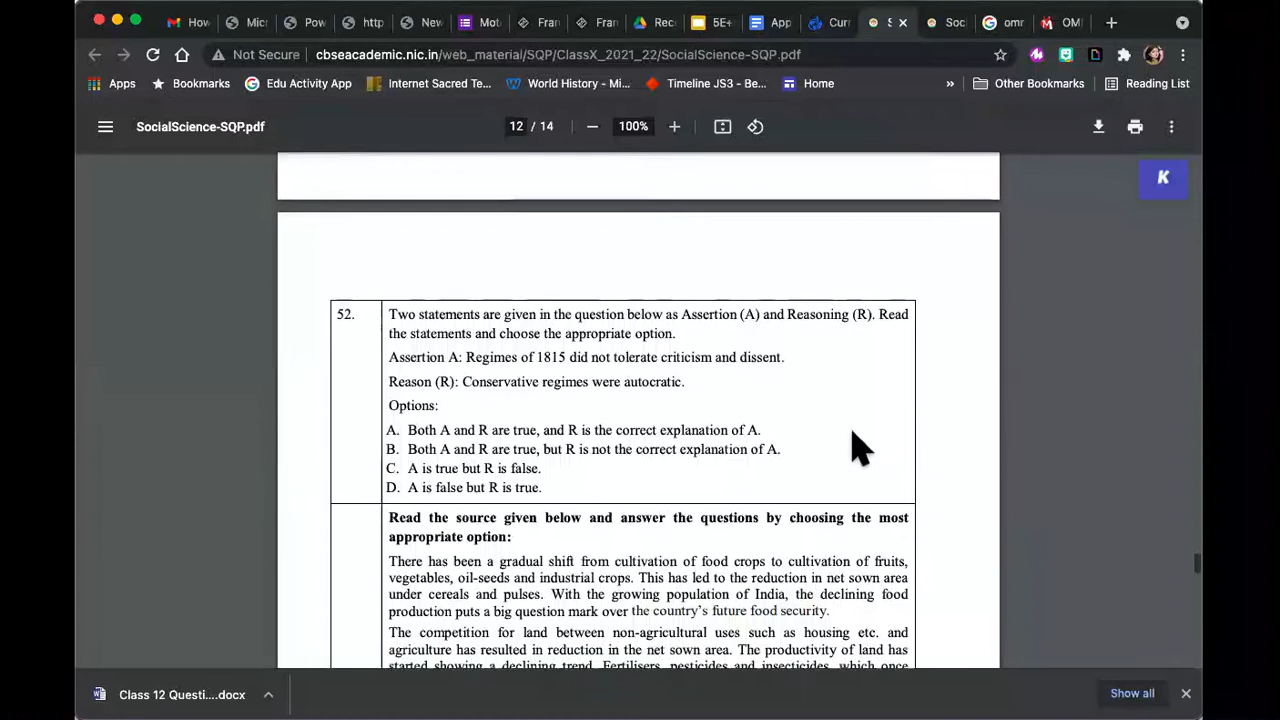 How
Micr
Pow
http
New
Mot
Fran
Fran
Rec
5E+
App
Curr
S
Soc
omr
OM
Not Secure
cbseacademic.nic.in/web_material/SQP/ClassX_2021_22/SocialScience-SQP.pdf
Apps
Bookmarks
Edu Activity App
Internet Sacred Te...
World History - Mi...
Timeline JS3 - Be...
Home
»
Other Bookmarks
Reading List
SocialScience-SQP.pdf
12 / 14
100%
K
52.
Two statements are given in the question below as Assertion (A) and Reasoning (R). Read
the statements and choose the appropriate option.
Assertion A: Regimes of 1815 did not tolerate criticism and dissent.
Reason (R): Conservative regimes were autocratic.
Options:
A. Both A and R are true, and R is the correct explanation of A.
B. Both A and R are true, but R is not the correct explanation of A.
C. A is true but R is false.
D. A is false but R is true.
Read the source given below and answer the questions by choosing the most
appropriate option:
There has been a gradual shift from cultivation of food crops to cultivation of fruits,
vegetables, oil-seeds and industrial crops. This has led to the reduction in net sown area
under cereals and pulses. With the growing population of India, the declining food
production puts a big question mark over the country's future food security.
The competition for land between non-agricultural uses such as housing etc. and
agriculture has resulted in reduction in the net sown area. The productivity of land has
started showing a declining trend. Fertilisers, pesticides and insecticides, which once
Class 12 Questi....docx
Show all